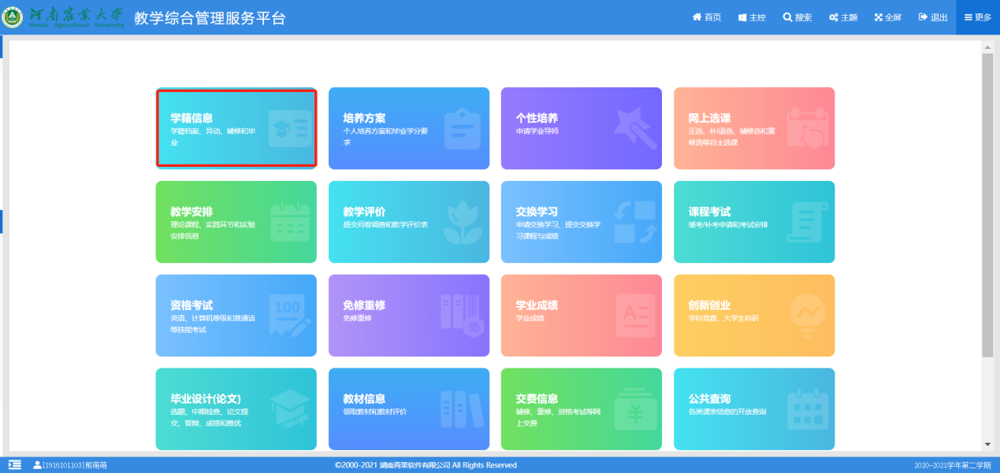 河南农业大学
Henan Agricultural University
教学综合管理服务平台
首页 主控 搜索 主题 全屏 退出 更多
学籍信息
学籍档案、异动、辅修和毕
业
培养方案
个人培养方案和毕业学分要
求
个性培养
申请学业导师
网上选课
正选、补/退选、辅修选和重
修选等自主选课
教学安排
理论课程、实践环节和实验
安排信息
教学评价
提交问卷调查和教学评价表
交换学习
申请交换学习、提交交换学
习课程与成绩
课程考试
缓考/补考申请和考试安排
资格考试
英语、计算机等级和普通话
等技能考试
100
免修重修
免修重修
免
学业成绩
学业成绩
A
创新创业
学科竞赛、大学生科研
毕业设计(论文)
选题、中期检查、论文提
交、答辩、成绩和推优
教材信息
领取教材和教材评价
交费信息
辅修、重修、资格考试等网
上交费
¥
公共查询
各类课表信息的开放查询
[1916101103]熊萌萌
©2000-2021 湖南青果软件有限公司 All Rights Reserved
2020-2021学年第二学期